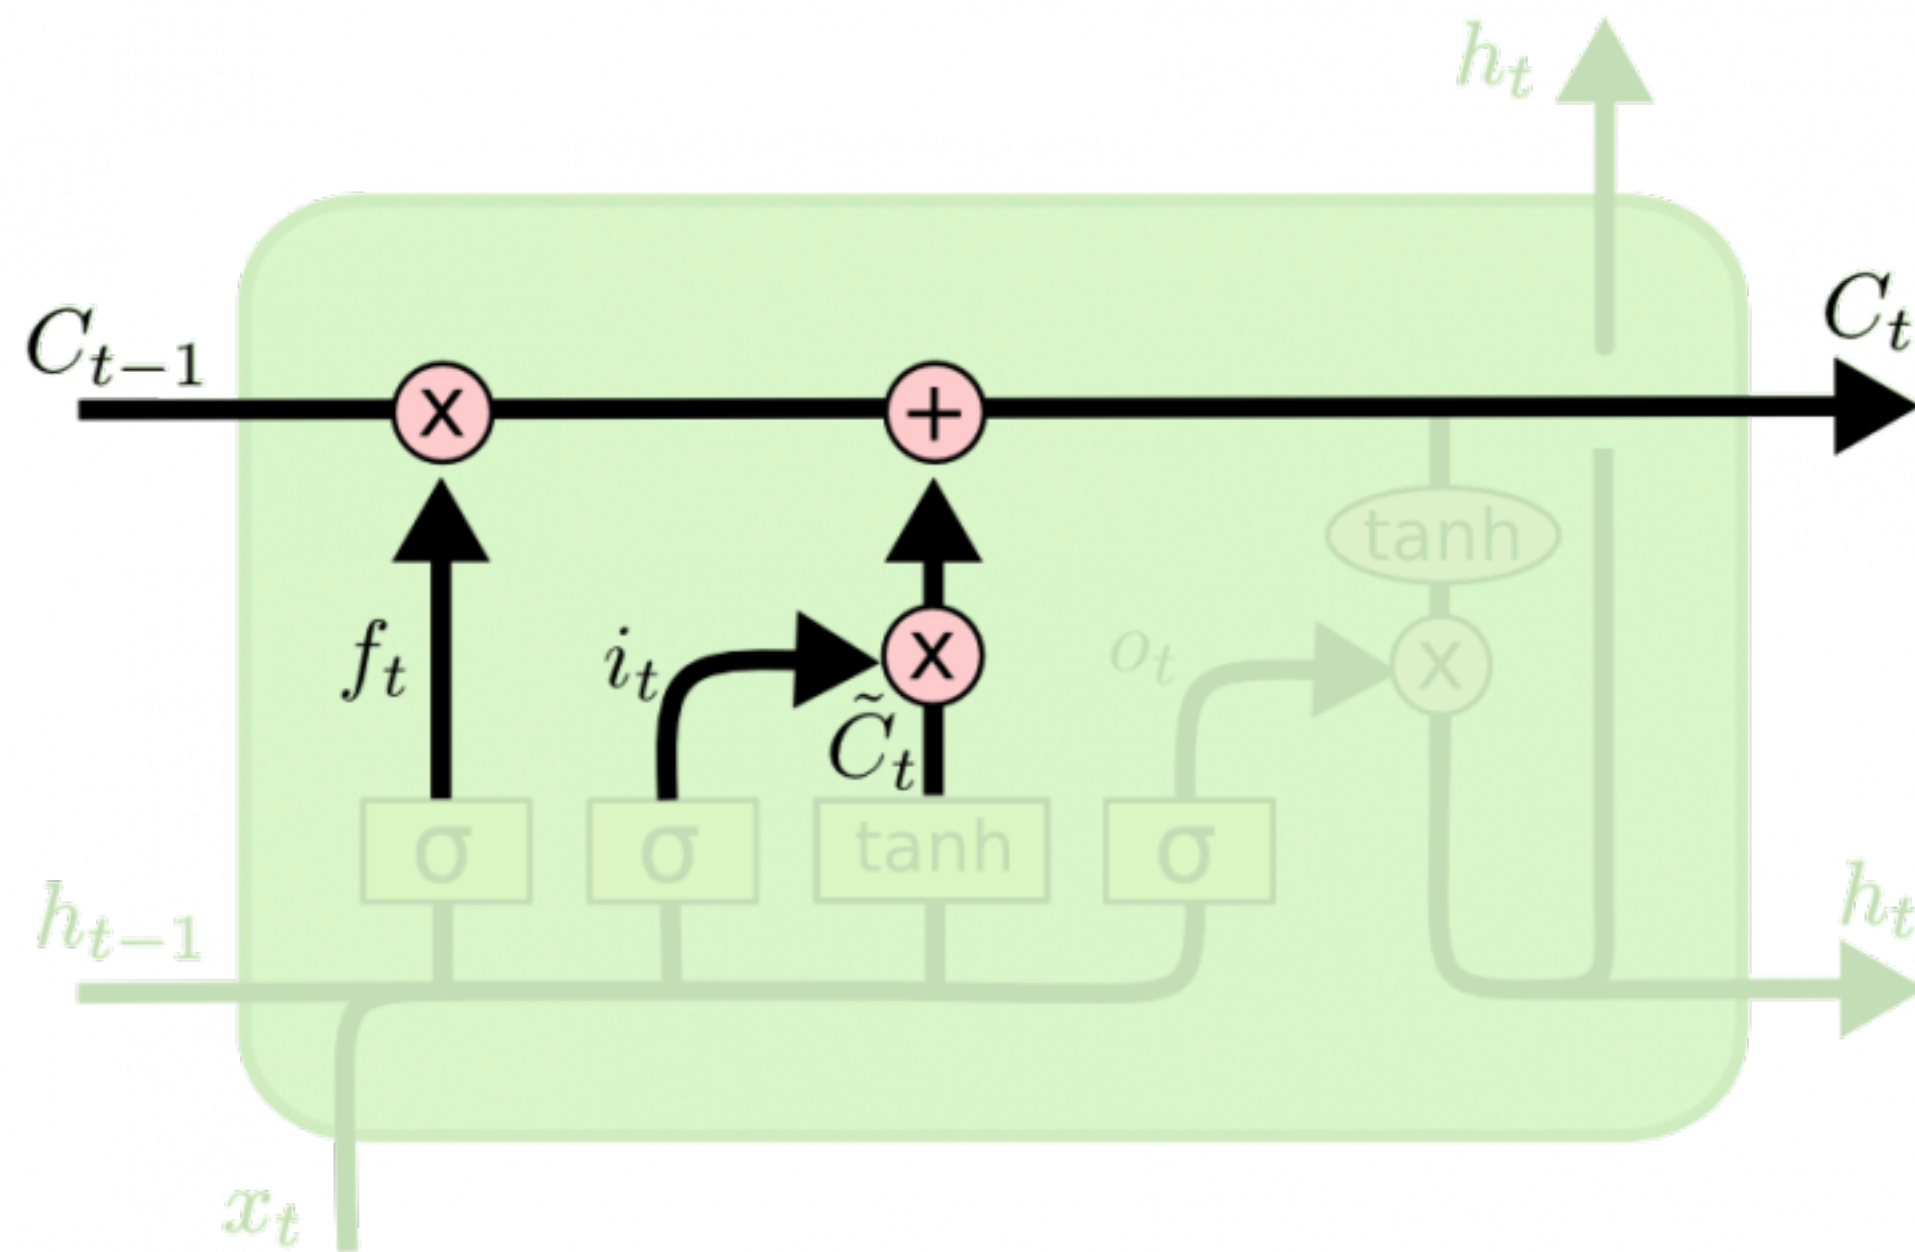 h_t
C_{t-1}
C_t
x
+
tanh
f_t
i_t
x
o_t
x
C̃_t
σ
σ
tanh
σ
h_{t-1}
h_t
x_t